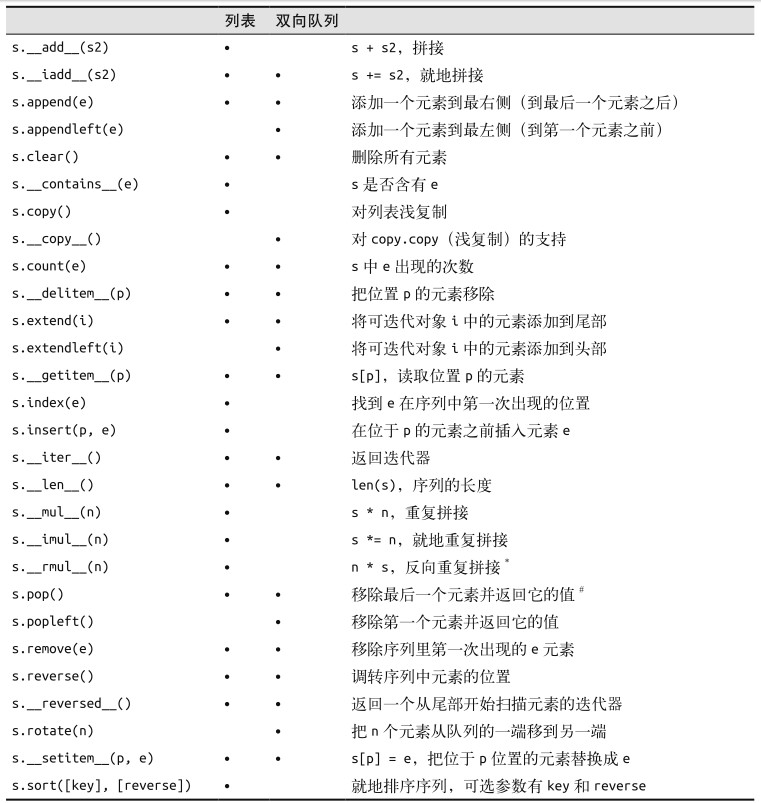 列表 双向队列
s.__add__(s2) • s + s2，拼接
s.__iadd__(s2) • • s += s2，就地拼接
s.append(e) • • 添加一个元素到最右侧（到最后一个元素之后）
s.appendleft(e) • 添加一个元素到最左侧（到第一个元素之前）
s.clear() • • 删除所有元素
s.__contains__(e) • s 是否含有 e
s.copy() • 对列表浅复制
s.__copy__() • 对 copy.copy（浅复制）的支持
s.count(e) • • s 中 e 出现的次数
s.__delitem__(p) • • 把位置 p 的元素移除
s.extend(i) • • 将可迭代对象 i 中的元素添加到尾部
s.extendleft(i) • 将可迭代对象 i 中的元素添加到头部
s.__getitem__(p) • • s[p]，读取位置 p 的元素
s.index(e) • 找到 e 在序列中第一次出现的位置
s.insert(p, e) • 在位于 p 的元素之前插入元素 e
s.__iter__() • • 返回迭代器
s.__len__() • • len(s)，序列的长度
s.__mul__(n) • s * n，重复拼接
s.__imul__(n) • s *= n，就地重复拼接
s.__rmul__(n) • n * s，反向重复拼接*
s.pop() • • 移除最后一个元素并返回它的值#
s.popleft() • 移除第一个元素并返回它的值
s.remove(e) • • 移除序列里第一次出现的 e 元素
s.reverse() • • 调转序列中元素的位置
s.__reversed__() • • 返回一个从尾部开始扫描元素的迭代器
s.rotate(n) • 把 n 个元素从队列的一端移到另一端
s.__setitem__(p, e) • • s[p] = e，把位于 p 位置的元素替换成 e
s.sort([key], [reverse]) • 就地排序序列，可选参数有 key 和 reverse